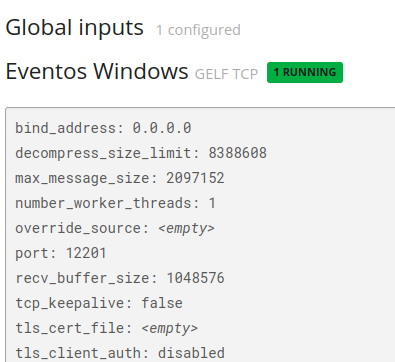 Global inputs 1 configured
Eventos Windows GELF TCP 1 RUNNING
bind_address: 0.0.0.0
decompress_size_limit: 8388608
max_message_size: 2097152
number_worker_threads: 1
override_source: <empty>
port: 12201
recv_buffer_size: 1048576
tcp_keepalive: false
tls_cert_file: <empty>
tls_client_auth: disabled